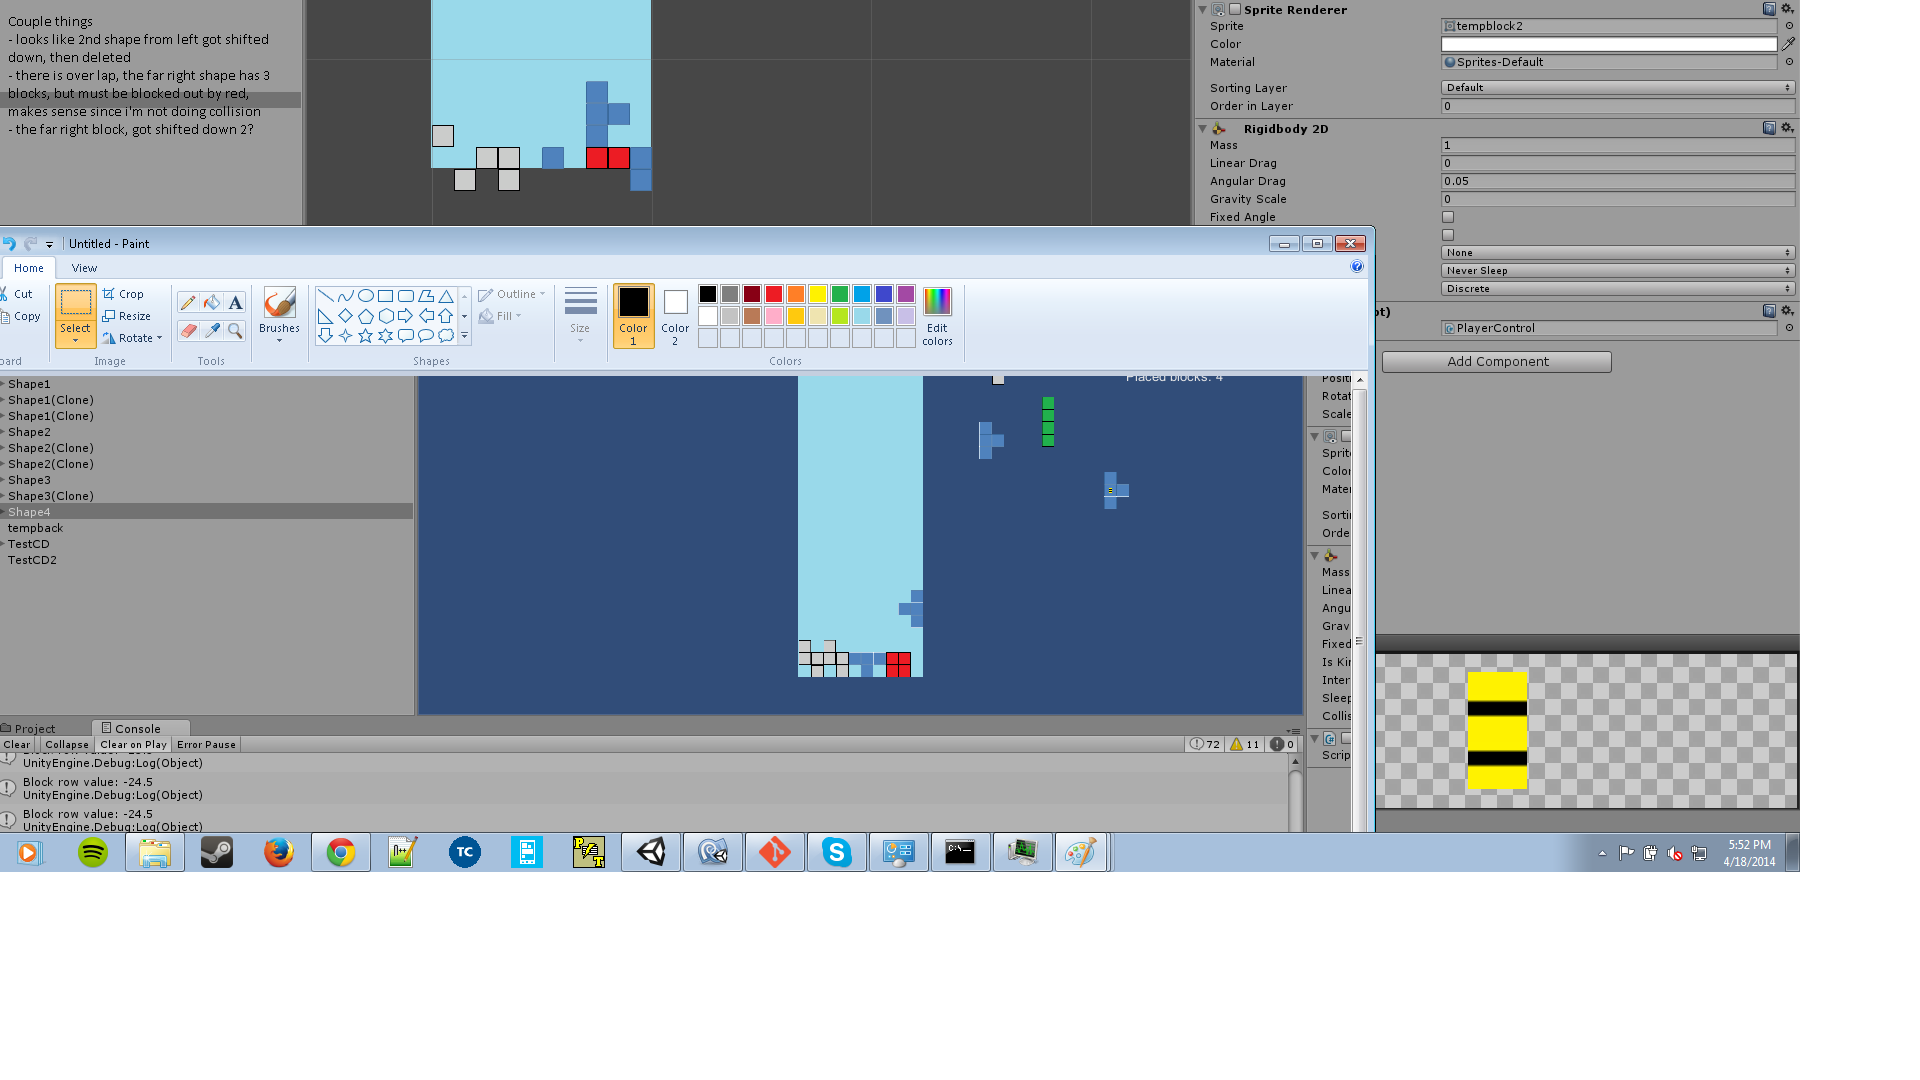 Couple things
- looks like 2nd shape from left got shifted
down, then deleted
- there is over lap, the far right shape has 3
blocks, but must be blocked out by red,
makes sense since i'm not doing collision
- the far right block, got shifted down 2?
Sprite Renderer
Sprite
tempblock2
Color
Material
Sprites-Default
Sorting Layer
Default
Order in Layer
0
Rigidbody 2D
Mass
1
Linear Drag
0
Angular Drag
0.05
Gravity Scale
0
Fixed Angle
None
Never Sleep
Discrete
pt)
PlayerControl
Add Component
Untitled - Paint
Home
View
Cut
Copy
oard
Select
Crop
Resize
Rotate
Image
A
Tools
Brushes
Outline
Fill
Shapes
Size
Color
1
Color
2
Edit
colors
Colors
Shape1
Shape1(Clone)
Shape1(Clone)
Shape2
Shape2(Clone)
Shape2(Clone)
Shape3
Shape3(Clone)
Shape4
tempback
TestCD
TestCD2
Placed blocks: 4
Positi
Rotat
Scale
Sprit
Color
Mater
Sorti
Orde
Mass
Linea
Angu
Grav
Fixed
Is Kin
Inter
Sleep
Collis
Scrip
Project
Console
Clear
Collapse
Clear on Play
Error Pause
72
11
0
UnityEngine.Debug:Log(Object)
Block row value: -24.5
UnityEngine.Debug:Log(Object)
Block row value: -24.5
UnityEngine.Debug:Log(Object)
TC
5:52 PM
4/18/2014